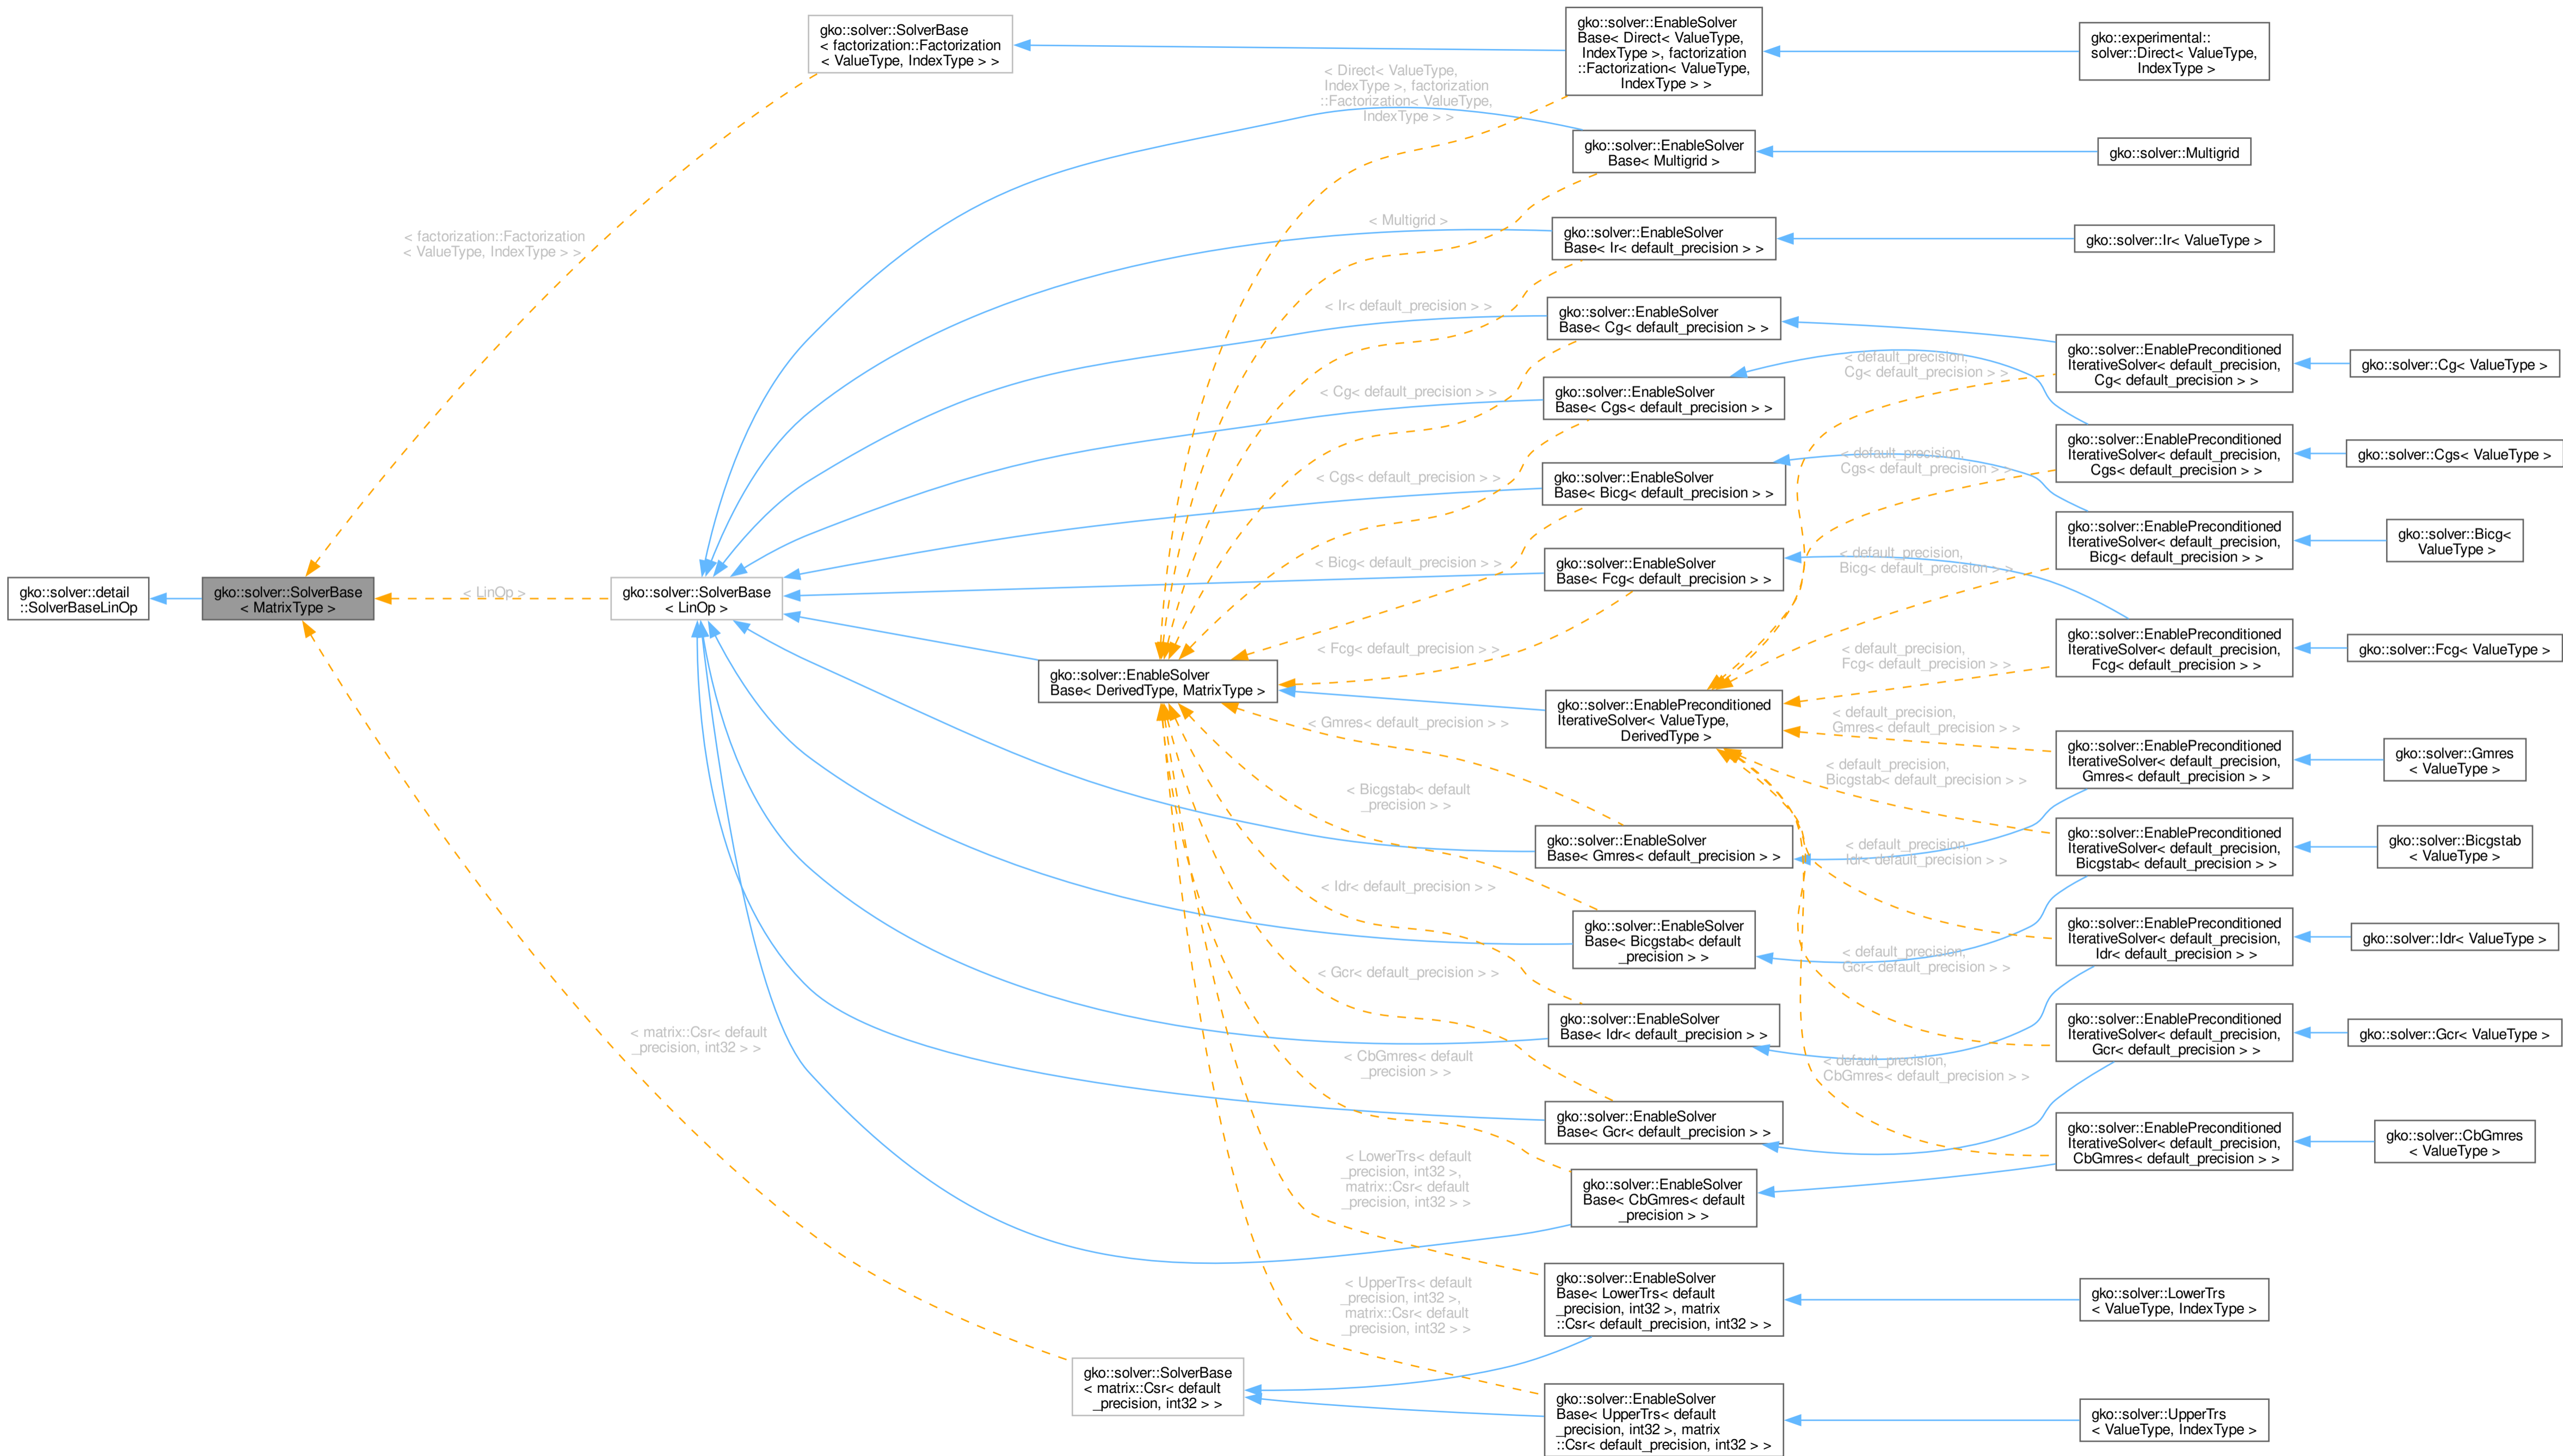 gko::solver::detail
::SolverBaseLinOp
gko::solver::SolverBase
< MatrixType >
< factorization::Factorization
< ValueType, IndexType > >
< LinOp >
< matrix::Csr< default
_precision, int32 > >
gko::solver::SolverBase
< factorization::Factorization
< ValueType, IndexType > >
gko::solver::SolverBase
< LinOp >
gko::solver::SolverBase
< matrix::Csr< default
_precision, int32 > >
gko::solver::EnableSolver
Base< DerivedType, MatrixType >
< Direct< ValueType,
IndexType >, factorization
::Factorization< ValueType,
IndexType > >
< Multigrid >
< Ir< default_precision > >
< Cg< default_precision > >
< Cgs< default_precision > >
< Bicg< default_precision > >
< Fcg< default_precision > >
< Gmres< default_precision > >
< Bicgstab< default
_precision > >
< Idr< default_precision > >
< Gcr< default_precision > >
< CbGmres< default
_precision > >
< LowerTrs< default
_precision, int32 >,
matrix::Csr< default
_precision, int32 > >
< UpperTrs< default
_precision, int32 >,
matrix::Csr< default
_precision, int32 > >
gko::solver::EnableSolver
Base< Direct< ValueType,
IndexType >, factorization
::Factorization< ValueType,
IndexType > >
gko::solver::EnableSolver
Base< Multigrid >
gko::solver::EnableSolver
Base< Ir< default_precision > >
gko::solver::EnableSolver
Base< Cg< default_precision > >
gko::solver::EnableSolver
Base< Cgs< default_precision > >
gko::solver::EnableSolver
Base< Bicg< default_precision > >
gko::solver::EnableSolver
Base< Fcg< default_precision > >
gko::solver::EnablePreconditioned
IterativeSolver< ValueType,
DerivedType >
gko::solver::EnableSolver
Base< Gmres< default_precision > >
gko::solver::EnableSolver
Base< Bicgstab< default
_precision > >
gko::solver::EnableSolver
Base< Idr< default_precision > >
gko::solver::EnableSolver
Base< Gcr< default_precision > >
gko::solver::EnableSolver
Base< CbGmres< default
_precision > >
gko::solver::EnableSolver
Base< LowerTrs< default
_precision, int32 >, matrix
::Csr< default_precision, int32 > >
gko::solver::EnableSolver
Base< UpperTrs< default
_precision, int32 >, matrix
::Csr< default_precision, int32 > >
< default_precision,
Cg< default_precision > >
< default_precision,
Cgs< default_precision > >
< default_precision,
Bicg< default_precision > >
< default_precision,
Fcg< default_precision > >
< default_precision,
Gmres< default_precision > >
< default_precision,
Bicgstab< default_precision > >
< default_precision,
Idr< default_precision > >
< default_precision,
Gcr< default_precision > >
< default_precision,
CbGmres< default_precision > >
gko::experimental::
solver::Direct< ValueType,
IndexType >
gko::solver::Multigrid
gko::solver::Ir< ValueType >
gko::solver::EnablePreconditioned
IterativeSolver< default_precision,
Cg< default_precision > >
gko::solver::EnablePreconditioned
IterativeSolver< default_precision,
Cgs< default_precision > >
gko::solver::EnablePreconditioned
IterativeSolver< default_precision,
Bicg< default_precision > >
gko::solver::EnablePreconditioned
IterativeSolver< default_precision,
Fcg< default_precision > >
gko::solver::EnablePreconditioned
IterativeSolver< default_precision,
Gmres< default_precision > >
gko::solver::EnablePreconditioned
IterativeSolver< default_precision,
Bicgstab< default_precision > >
gko::solver::EnablePreconditioned
IterativeSolver< default_precision,
Idr< default_precision > >
gko::solver::EnablePreconditioned
IterativeSolver< default_precision,
Gcr< default_precision > >
gko::solver::EnablePreconditioned
IterativeSolver< default_precision,
CbGmres< default_precision > >
gko::solver::LowerTrs
< ValueType, IndexType >
gko::solver::UpperTrs
< ValueType, IndexType >
gko::solver::Cg< ValueType >
gko::solver::Cgs< ValueType >
gko::solver::Bicg<
ValueType >
gko::solver::Fcg< ValueType >
gko::solver::Gmres
< ValueType >
gko::solver::Bicgstab
< ValueType >
gko::solver::Idr< ValueType >
gko::solver::Gcr< ValueType >
gko::solver::CbGmres
< ValueType >